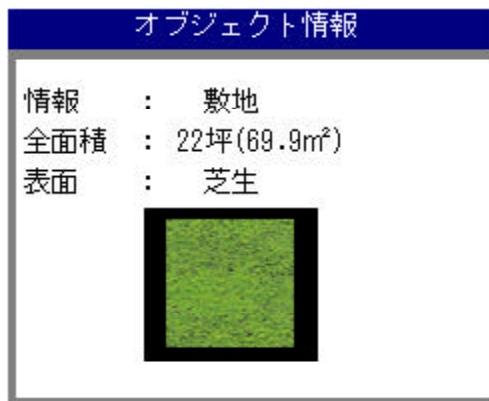 オブジェクト情報
情報 : 敷地
全面積 : 22坪(69.9㎡)
表面 : 芝生